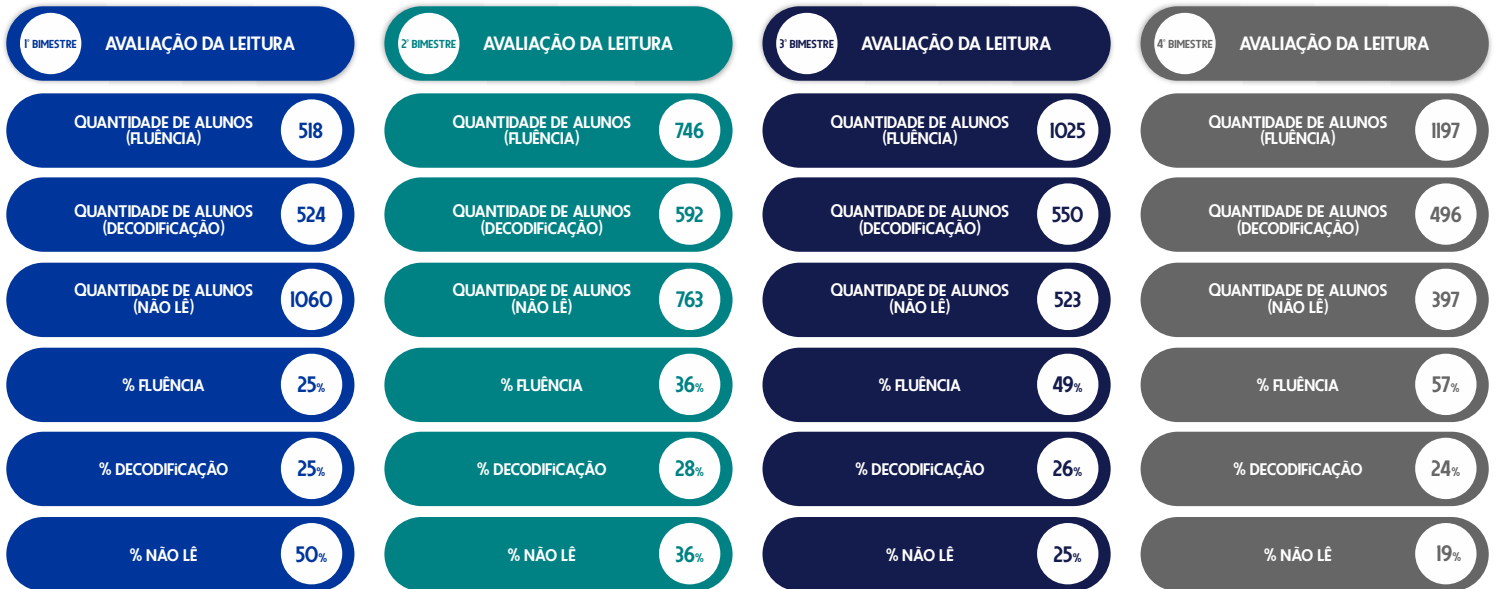 1° BIMESTRE
AVALIAÇÃO DA LEITURA
QUANTIDADE DE ALUNOS
(FLUÊNCIA)
518
QUANTIDADE DE ALUNOS
(DECODIFiCAÇÃO)
524
QUANTIDADE DE ALUNOS
(NÃO LÊ)
1060
% FLUÊNCIA
25%
% DECODIFiCAÇÃO
25%
% NÃO LÊ
50%
2° BIMESTRE
AVALIAÇÃO DA LEITURA
QUANTIDADE DE ALUNOS
(FLUÊNCIA)
746
QUANTIDADE DE ALUNOS
(DECODIFiCAÇÃO)
592
QUANTIDADE DE ALUNOS
(NÃO LÊ)
763
% FLUÊNCIA
36%
% DECODIFiCAÇÃO
28%
% NÃO LÊ
36%
3° BIMESTRE
AVALIAÇÃO DA LEITURA
QUANTIDADE DE ALUNOS
(FLUÊNCIA)
1025
QUANTIDADE DE ALUNOS
(DECODIFiCAÇÃO)
550
QUANTIDADE DE ALUNOS
(NÃO LÊ)
523
% FLUÊNCIA
49%
% DECODIFiCAÇÃO
26%
% NÃO LÊ
25%
4° BIMESTRE
AVALIAÇÃO DA LEITURA
QUANTIDADE DE ALUNOS
(FLUÊNCIA)
1197
QUANTIDADE DE ALUNOS
(DECODIFiCAÇÃO)
496
QUANTIDADE DE ALUNOS
(NÃO LÊ)
397
% FLUÊNCIA
57%
% DECODIFiCAÇÃO
24%
% NÃO LÊ
19%